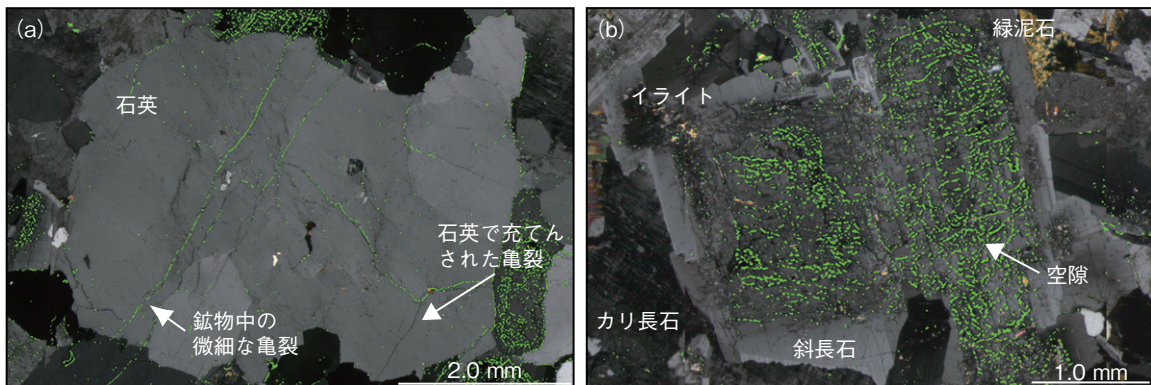 (a)
石英
石英で充てん
された亀裂
鉱物中の
微細な亀裂
2.0 mm
(b)
緑泥石
イライト
空隙
カリ長石
斜長石
1.0 mm